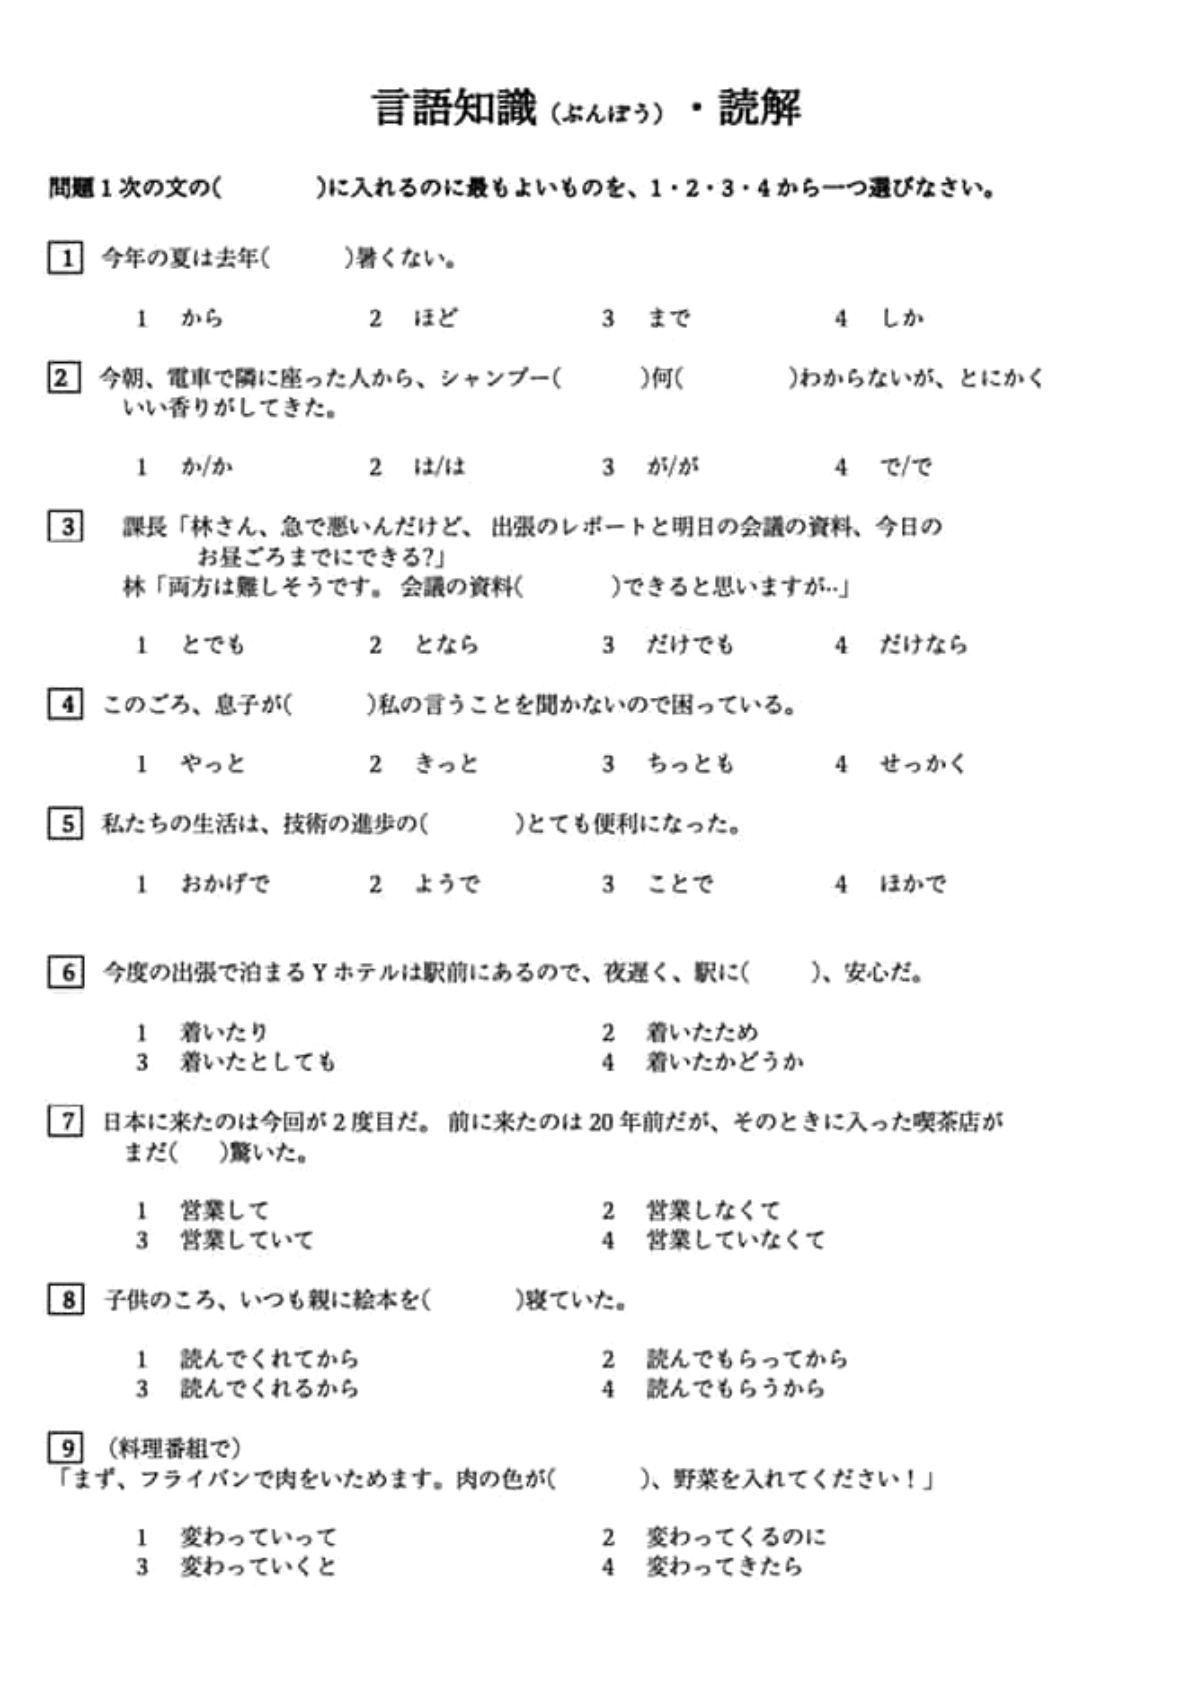 言語知識（ぶんぽう）・読解
問題1 次の文の(　　　)に入れるのに最もよいものを、1・2・3・4から一つ選びなさい。
1 今年の夏は去年(　　　)暑くない。
1 から 2 ほど 3 まで 4 しか
2 今朝、電車で隣に座った人から、シャンプー(　　　)何(　　　)わからないが、とにかく
いい香りがしてきた。
1 か/か 2 は/は 3 が/が 4 で/で
3 課長「林さん、急で悪いんだけど、 出張のレポートと明日の会議の資料、今日の
お昼ごろまでにできる?」
林「両方は難しそうです。 会議の資料(　　　)できると思いますが··」
1 とでも 2 となら 3 だけでも 4 だけなら
4 このごろ、息子が(　　　)私の言うことを聞かないので困っている。
1 やっと 2 きっと 3 ちっとも 4 せっかく
5 私たちの生活は、技術の進歩の(　　　)とても便利になった。
1 おかげで 2 ようで 3 ことで 4 ほかで
6 今度の出張で泊まる Y ホテルは駅前にあるので、夜遅く、駅に(　　　)、安心だ。
1 着いたり 2 着いたため
3 着いたとしても 4 着いたかどうか
7 日本に来たのは今回が 2 度目だ。 前に来たのは 20 年前だが、そのときに入った喫茶店が
まだ(　　)驚いた。
1 営業して 2 営業しなくて
3 営業していて 4 営業していなくて
8 子供のころ、いつも親に絵本を(　　　)寝ていた。
1 読んでくれてから 2 読んでもらってから
3 読んでくれるから 4 読んでもらうから
9 （料理番組で）
「まず、フライパンで肉をいためます。肉の色が(　　　)、野菜を入れてください！」
1 変わっていって 2 変わってくるのに
3 変わっていくと 4 変わってきたら